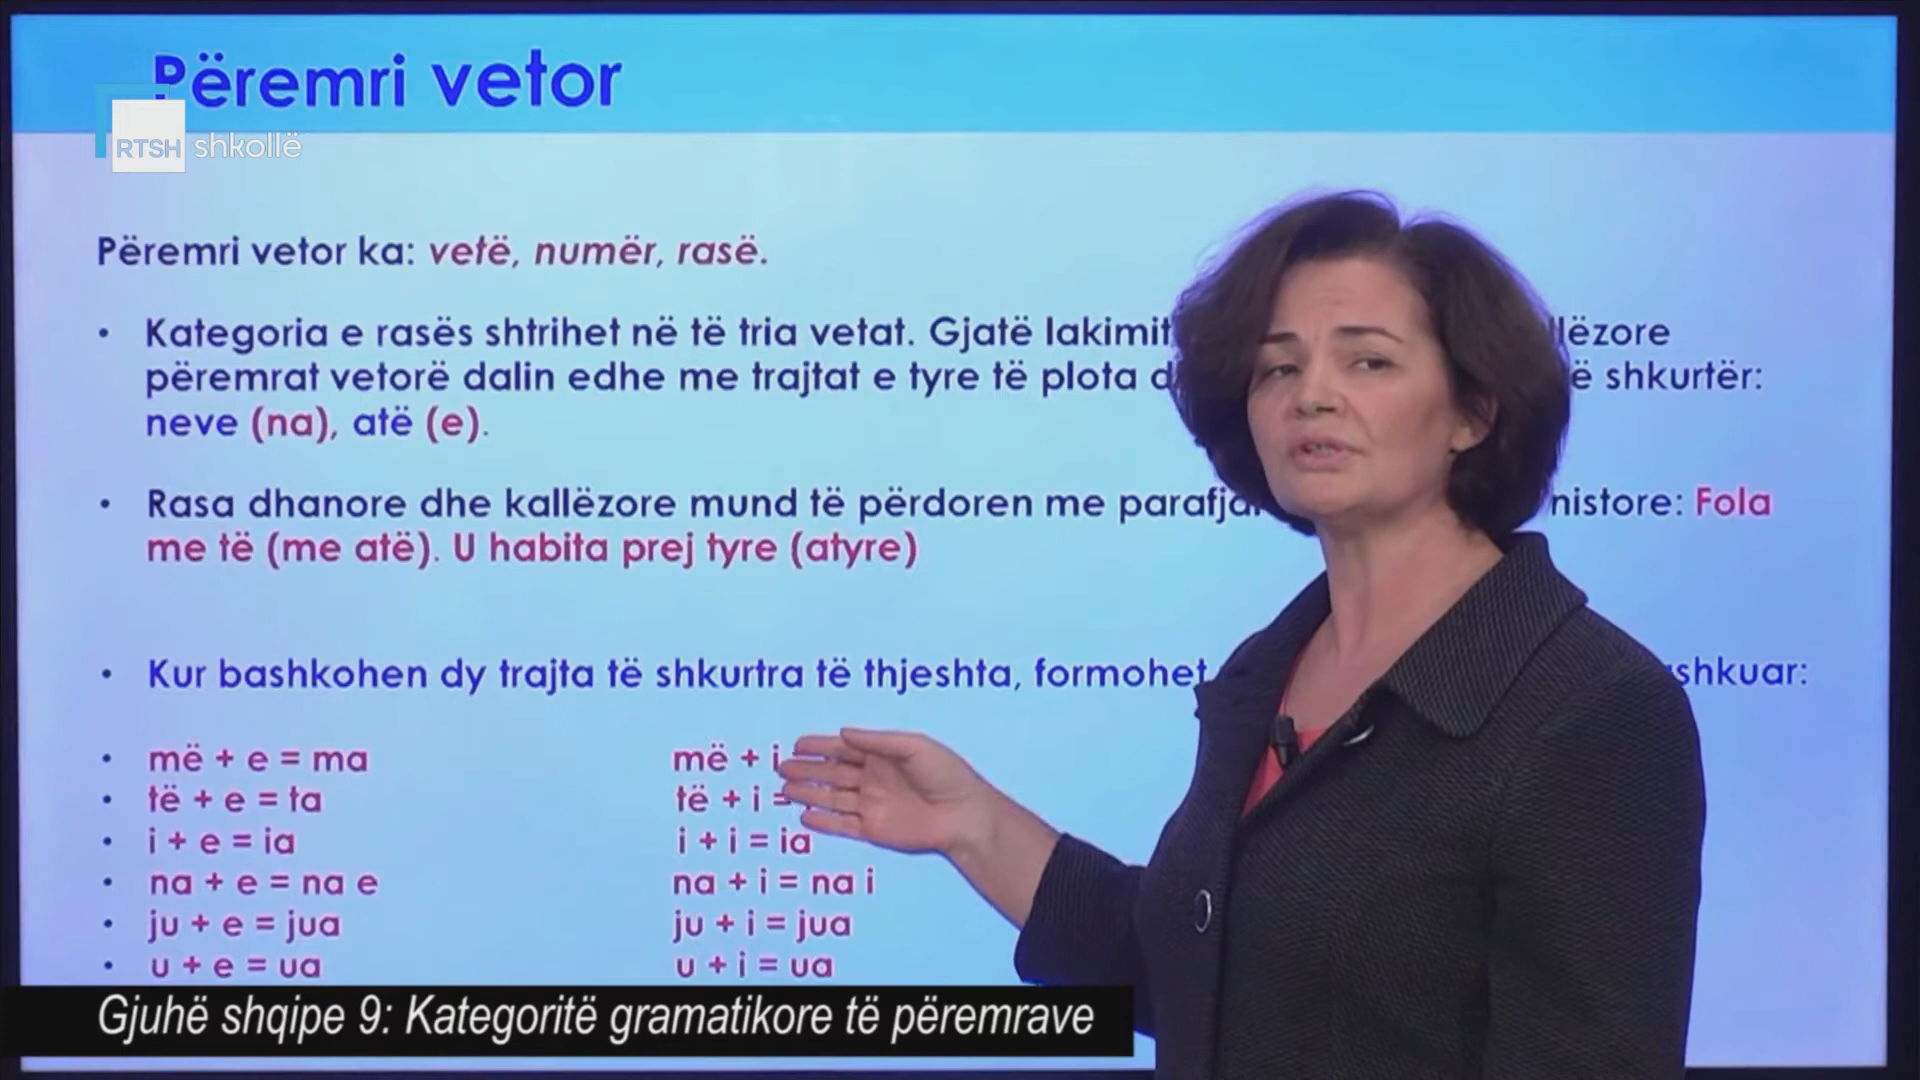 Përemri vetor
RTSH shkollë
Përemri vetor ka: vetë, numër, rasë.
• Kategoria e rasës shtrihet në të tria vetat. Gjatë lakimit
përemrat vetorë dalin edhe me trajtat e tyre të plota shkurtër:
neve (na), atë (e).
• Rasa dhanore dhe kallëzore mund të përdoren me Fola
me të (me atë). U habita prej tyre (atyre)
• Kur bashkohen dy trajta të shkurtra të thjeshta, formohet
• më + e = ma më + i
• të + e = ta të + i =
• i + e = ia i + i = ia
• na + e = na e na + i = na i
• ju + e = jua ju + i = jua
• u + e = ua u + i = ua
Gjuhë shqipe 9: Kategoritë gramatikore të përemrave